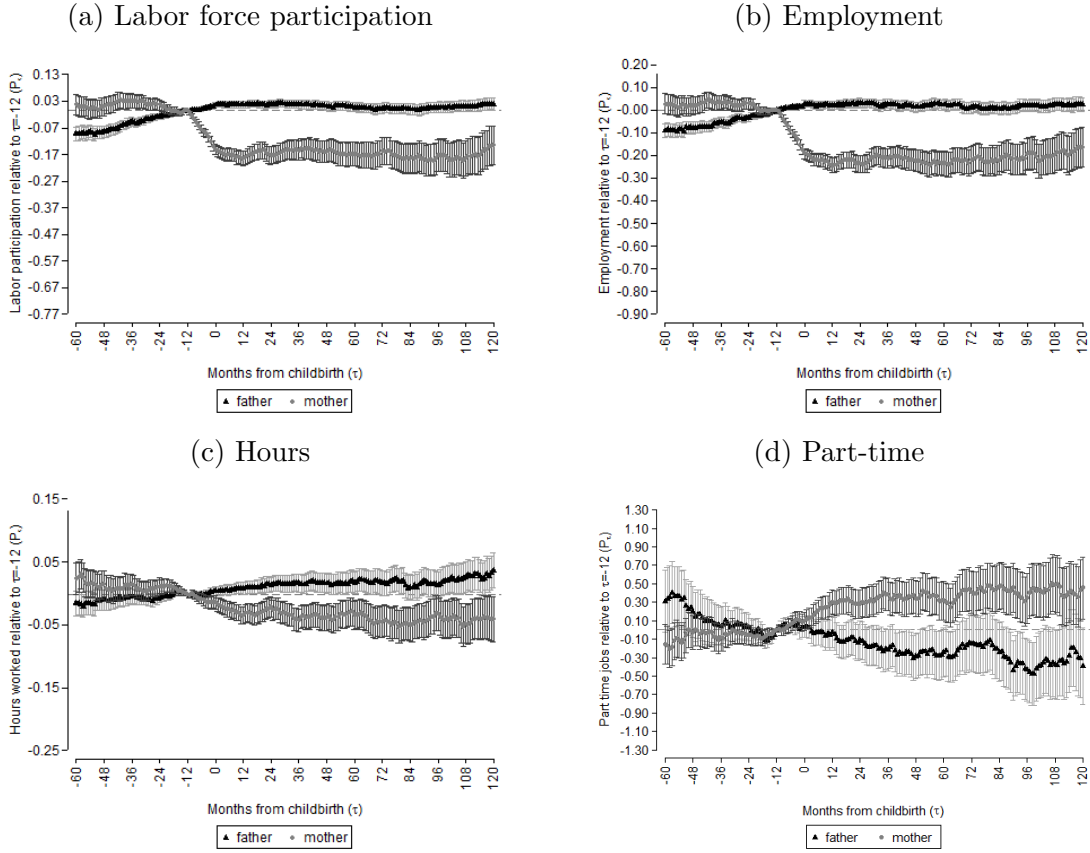 (a) Labor force participation
Labor participation relative to τ=-12 (Pτ)
0.13
0.03
-0.07
-0.17
-0.27
-0.37
-0.47
-0.57
-0.67
-0.77
-60 -48 -36 -24 -12 0 12 24 36 48 60 72 84 96 108 120
Months from childbirth (τ)
father mother
(b) Employment
Employment relative to τ=-12 (Pτ)
0.20
0.10
-0.00
-0.10
-0.20
-0.30
-0.40
-0.50
-0.60
-0.70
-0.80
-0.90
-60 -48 -36 -24 -12 0 12 24 36 48 60 72 84 96 108 120
Months from childbirth (τ)
father mother
(c) Hours
Hours worked relative to τ=-12 (Pτ)
0.15
0.05
-0.05
-0.15
-0.25
-60 -48 -36 -24 -12 0 12 24 36 48 60 72 84 96 108 120
Months from childbirth (τ)
father mother
(d) Part-time
Part time jobs relative to τ=-12 (Pτ)
1.30
1.10
0.90
0.70
0.50
0.30
0.10
-0.10
-0.30
-0.50
-0.70
-0.90
-1.10
-1.30
-60 -48 -36 -24 -12 0 12 24 36 48 60 72 84 96 108 120
Months from childbirth (τ)
father mother